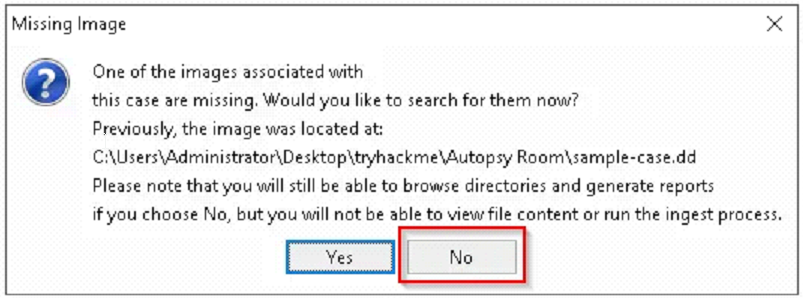 Missing Image
One of the images associated with
this case are missing. Would you like to search for them now?
Previously, the image was located at:
C:\Users\Administrator\Desktop\tryhackme\Autopsy Room\sample-case.dd
Please note that you will still be able to browse directories and generate reports
if you choose No, but you will not be able to view file content or run the ingest process.
Yes No